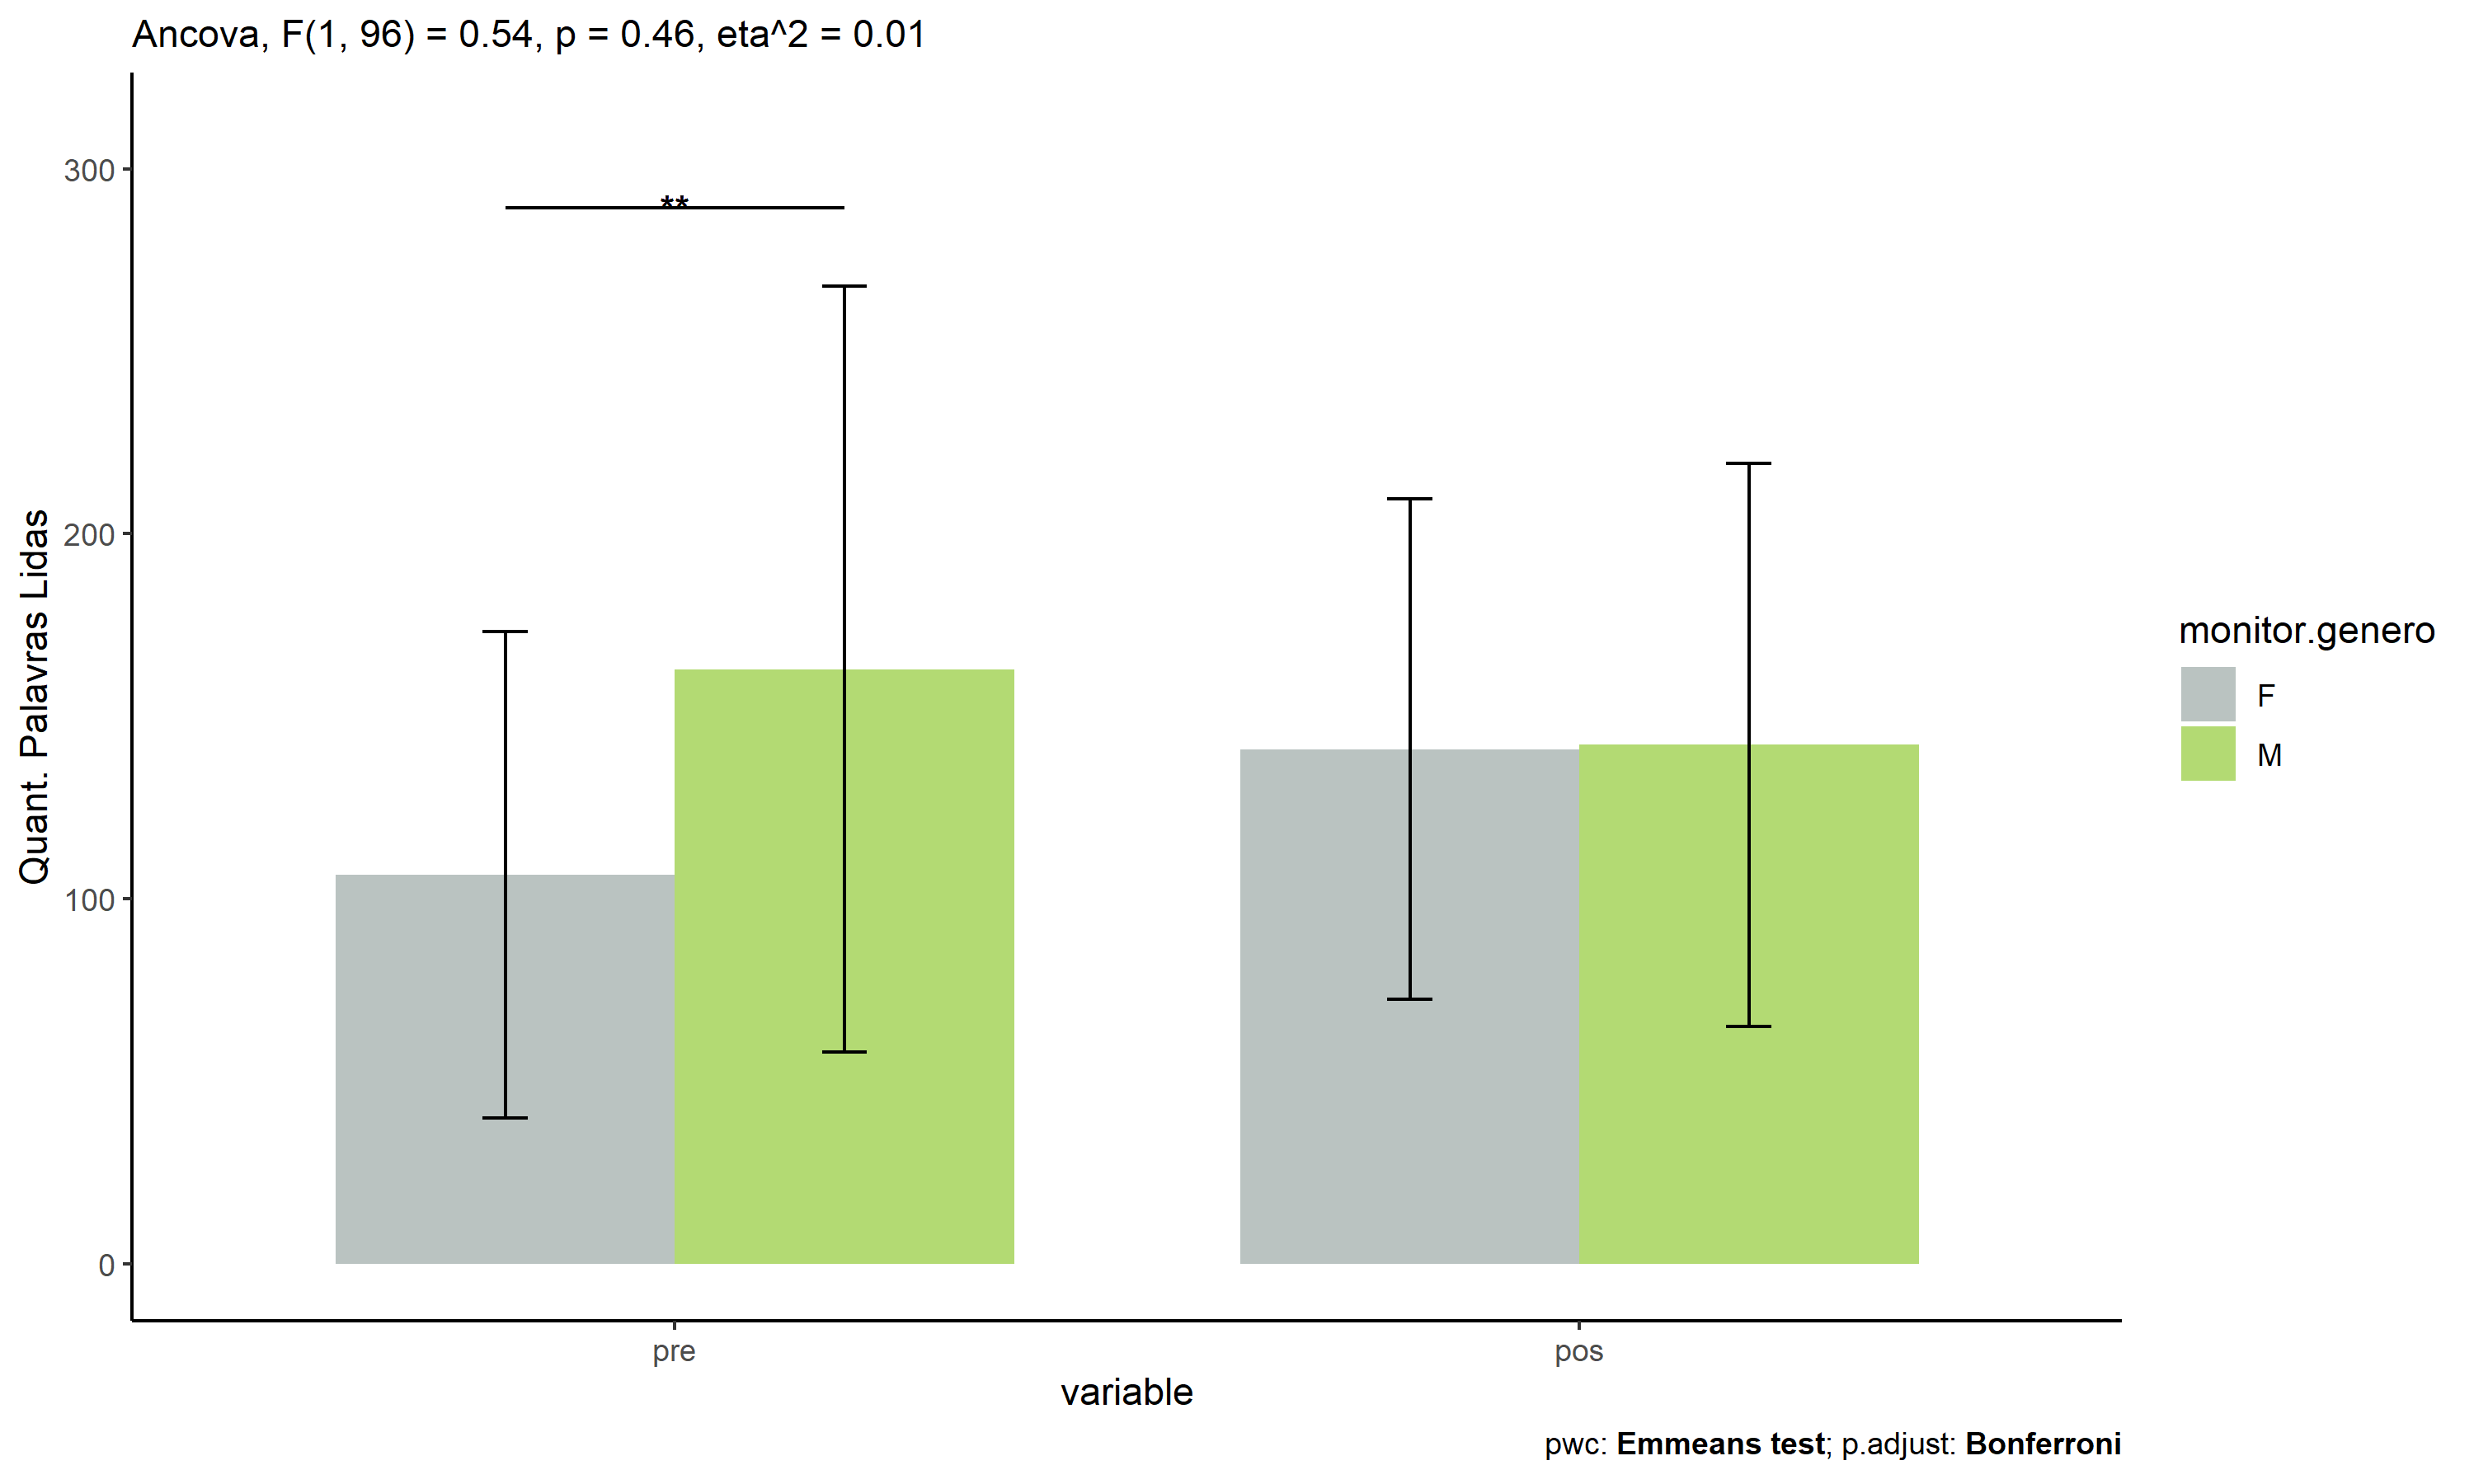 Ancova, F(1, 96) = 0.54, p = 0.46, eta^2 = 0.01
300
**
200
100
0
Quant. Palavras Lidas
monitor.genero
F
M
pre
pos
variable
pwc: Emmeans test; p.adjust: Bonferroni